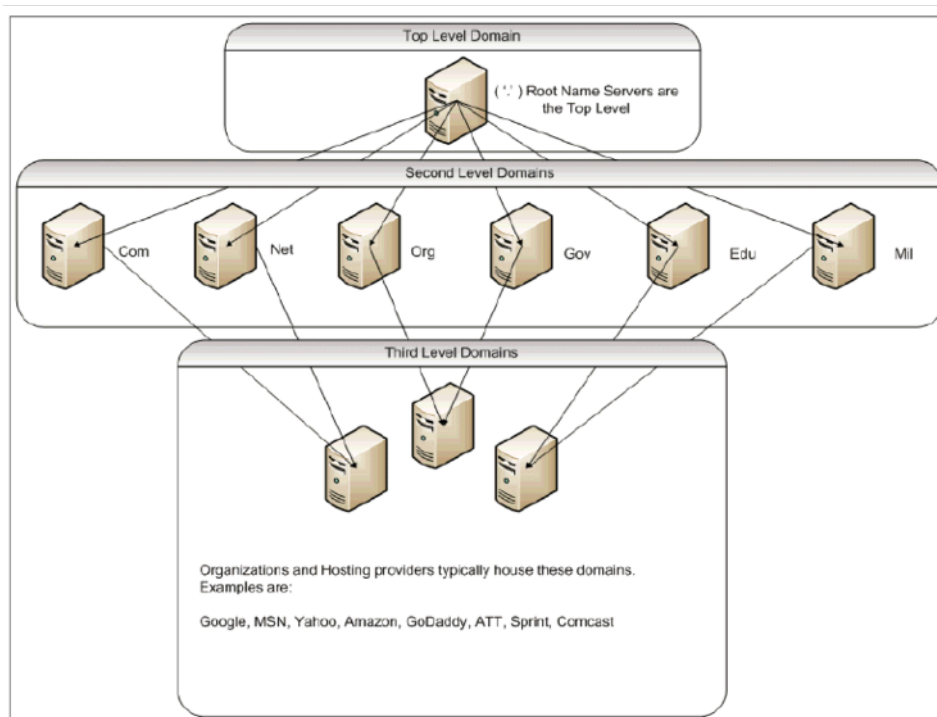 Top Level Domain
( '.' ) Root Name Servers are
the Top Level
Second Level Domains
Com
Net
Org
Gov
Edu
Mil
Third Level Domains
Organizations and Hosting providers typically house these domains.
Examples are:
Google, MSN, Yahoo, Amazon, GoDaddy, ATT, Sprint, Comcast